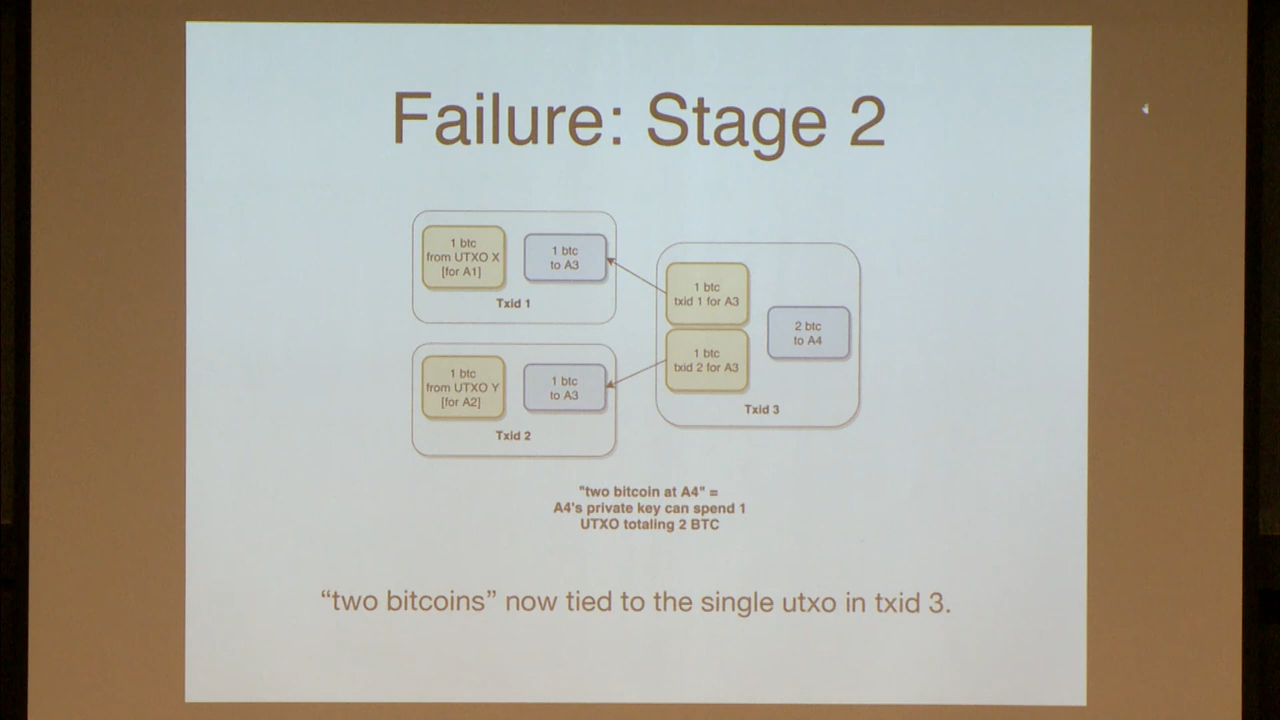 Failure: Stage 2
1 btc
from UTXO X
[for A1]
1 btc
to A3
Txid 1
1 btc
from UTXO Y
[for A2]
1 btc
to A3
Txid 2
1 btc
txid 1 for A3
1 btc
txid 2 for A3
2 btc
to A4
Txid 3
"two bitcoin at A4" =
A4's private key can spend 1
UTXO totaling 2 BTC
“two bitcoins” now tied to the single utxo in txid 3.